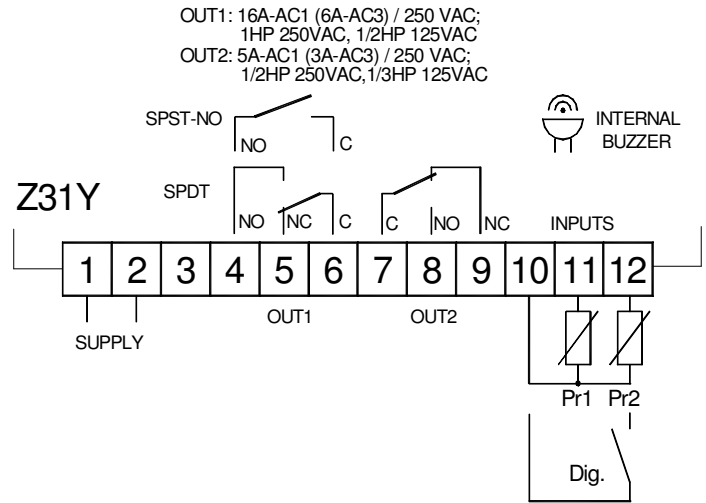 OUT1: 16A-AC1 (6A-AC3) / 250 VAC;
1HP 250VAC, 1/2HP 125VAC
OUT2: 5A-AC1 (3A-AC3) / 250 VAC;
1/2HP 250VAC,1/3HP 125VAC
SPST-NO
NO C
INTERNAL
BUZZER
Z31Y
SPDT
NO NC C C NO NC INPUTS
1 2 3 4 5 6 7 8 9 10 11 12
SUPPLY OUT1 OUT2
Pr1 Pr2
Dig.